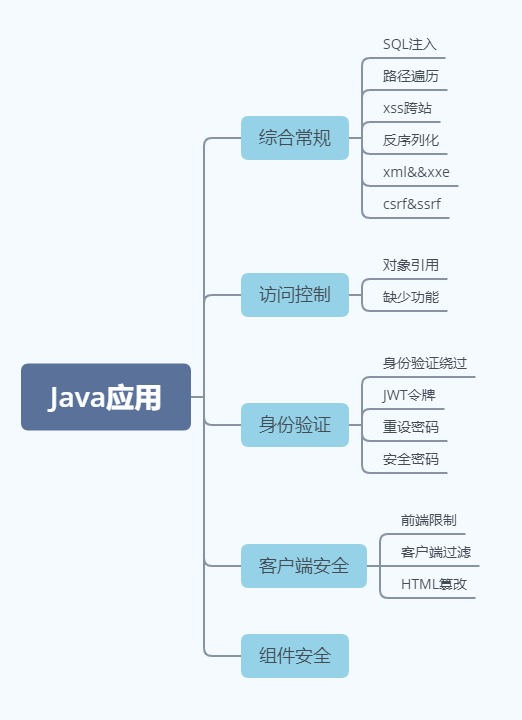 Java应用
综合常规
SQL注入
路径遍历
xss跨站
反序列化
xml&&xxe
csrf&ssrf
访问控制
对象引用
缺少功能
身份验证
身份验证绕过
JWT令牌
重设密码
安全密码
客户端安全
前端限制
客户端过滤
HTML篡改
组件安全